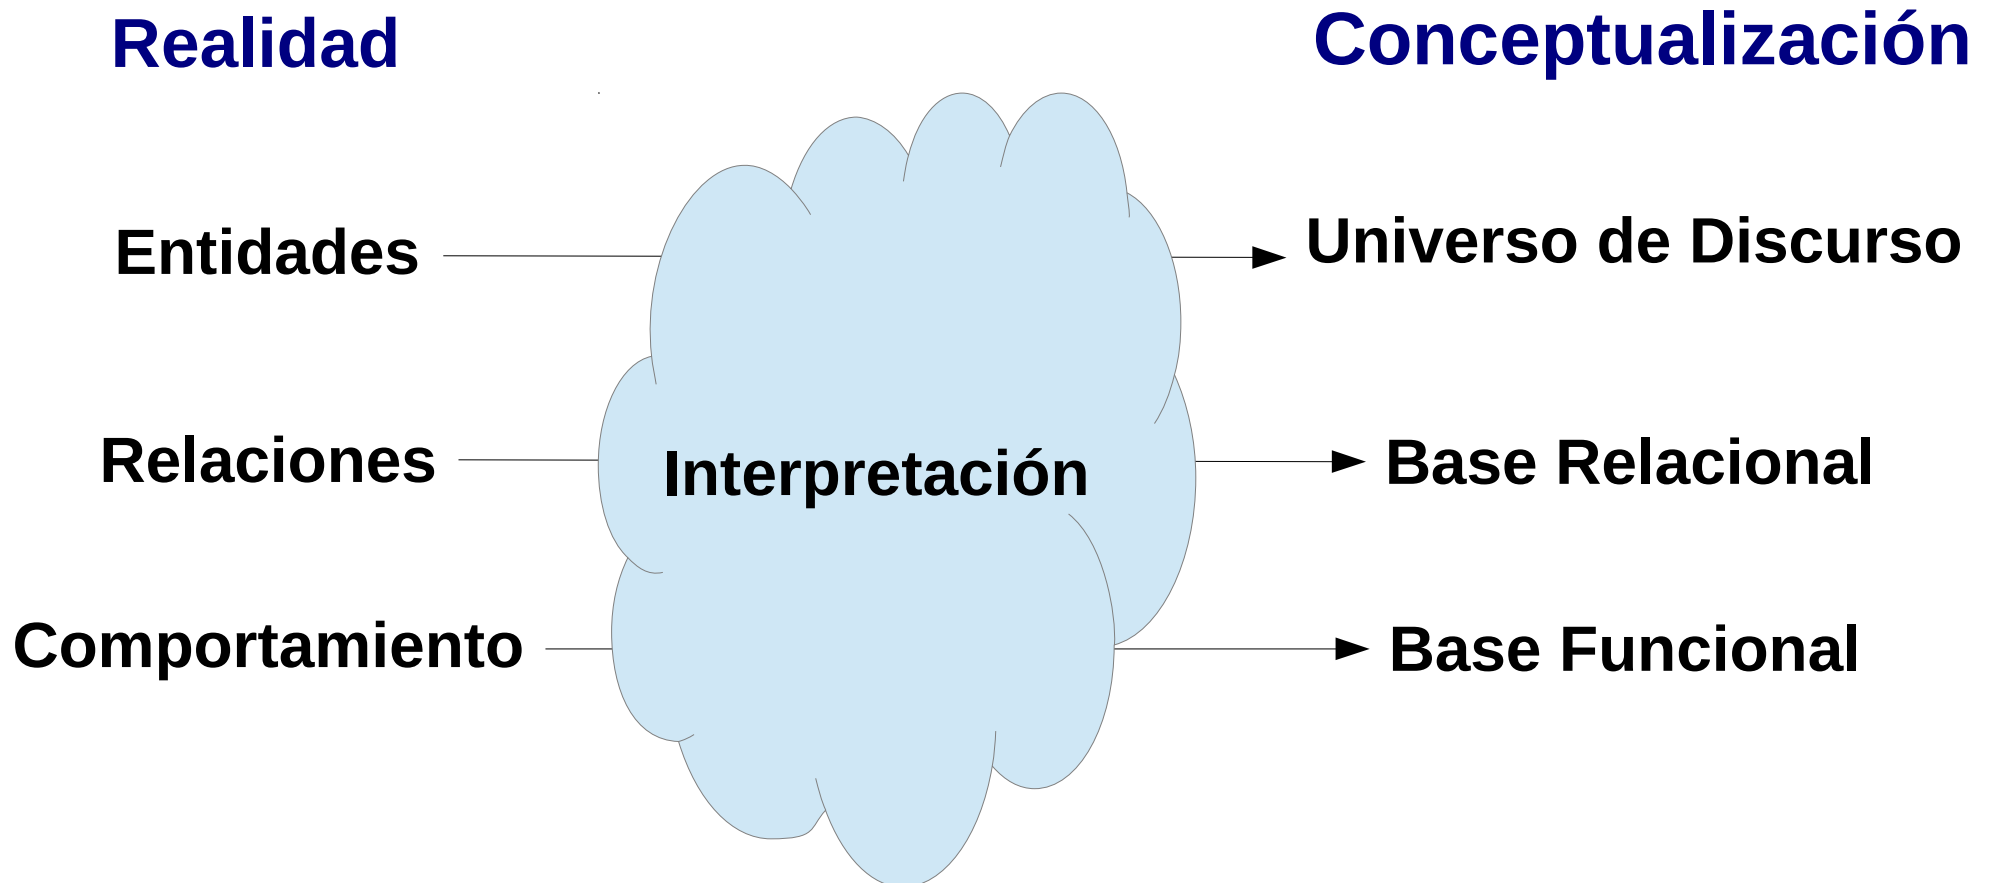 Realidad
Conceptualización
Entidades
Universo de Discurso
Relaciones
Interpretación
Base Relacional
Comportamiento
Base Funcional